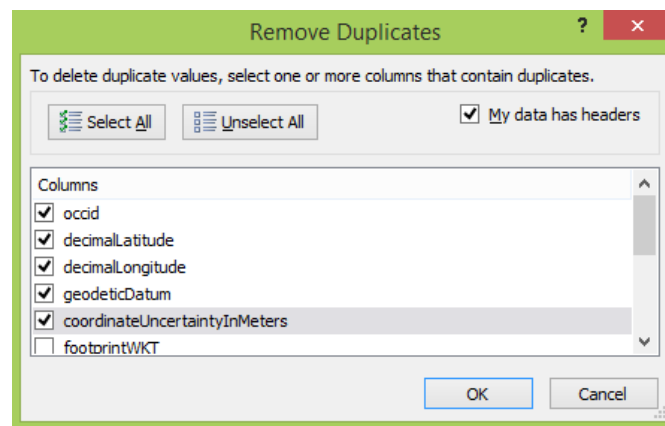 Remove Duplicates
?
To delete duplicate values, select one or more columns that contain duplicates.
Select All
Unselect All
My data has headers
Columns
occid
decimalLatitude
decimalLongitude
geodeticDatum
coordinateUncertaintyInMeters
footprintWKT
OK
Cancel